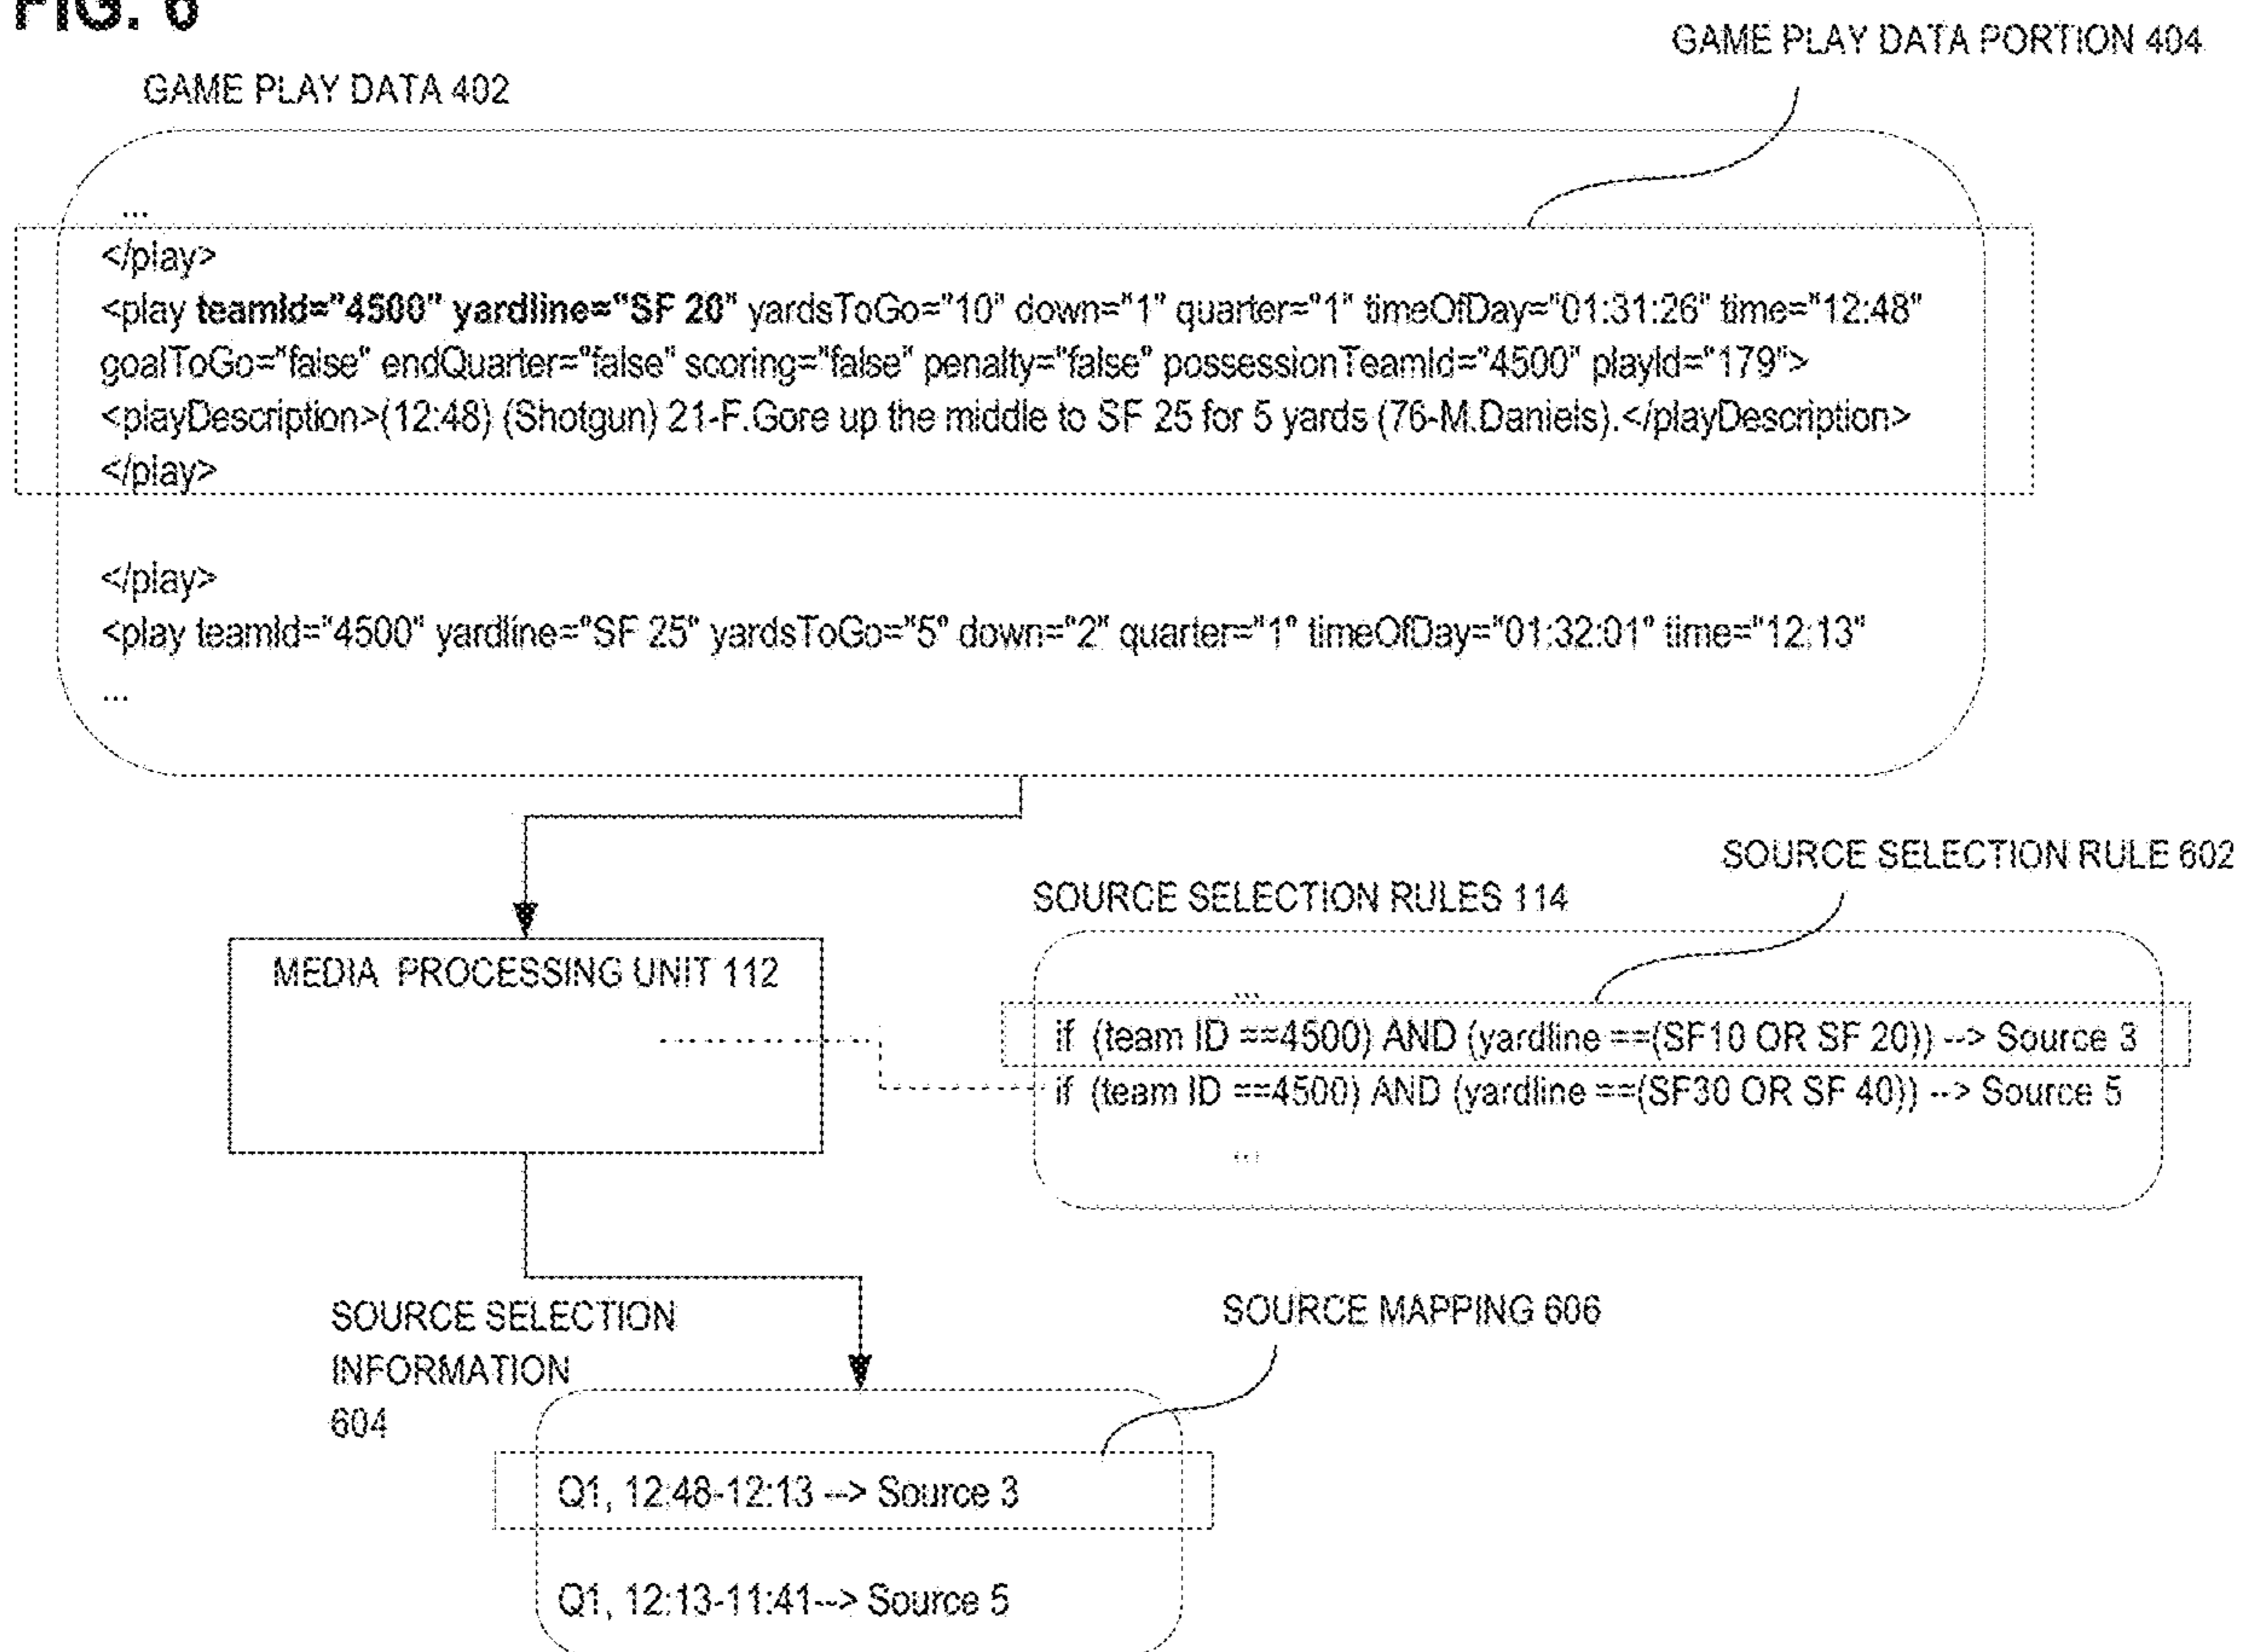 FIG. 6
GAME PLAY DATA PORTION 404
GAME PLAY DATA 402
...
</play>
<play teamId="4500" yardline="SF 20" yardsToGo="10" down="1" quarter="1" timeOfDay="01:31:26" time="12:48"
goalToGo="false" endQuarter="false" scoring="false" penalty="false" possessionTeamId="4500" playId="179">
<playDescription>(12:48) (Shotgun) 21-F.Gore up the middle to SF 25 for 5 yards (76-M.Daniels).</playDescription>
</play>
</play>
<play teamId="4500" yardline="SF 25" yardsToGo="5" down="2" quarter="1" timeOfDay="01:32:01" time="12:13"
...
SOURCE SELECTION RULE 602
SOURCE SELECTION RULES 114
MEDIA PROCESSING UNIT 112
...
if (team ID ==4500) AND (yardline ==(SF10 OR SF 20)) --> Source 3
if (team ID ==4500) AND (yardline ==(SF30 OR SF 40)) --> Source 5
...
SOURCE SELECTION
INFORMATION
604
SOURCE MAPPING 606
Q1, 12:48-12:13 --> Source 3
Q1, 12:13-11:41--> Source 5